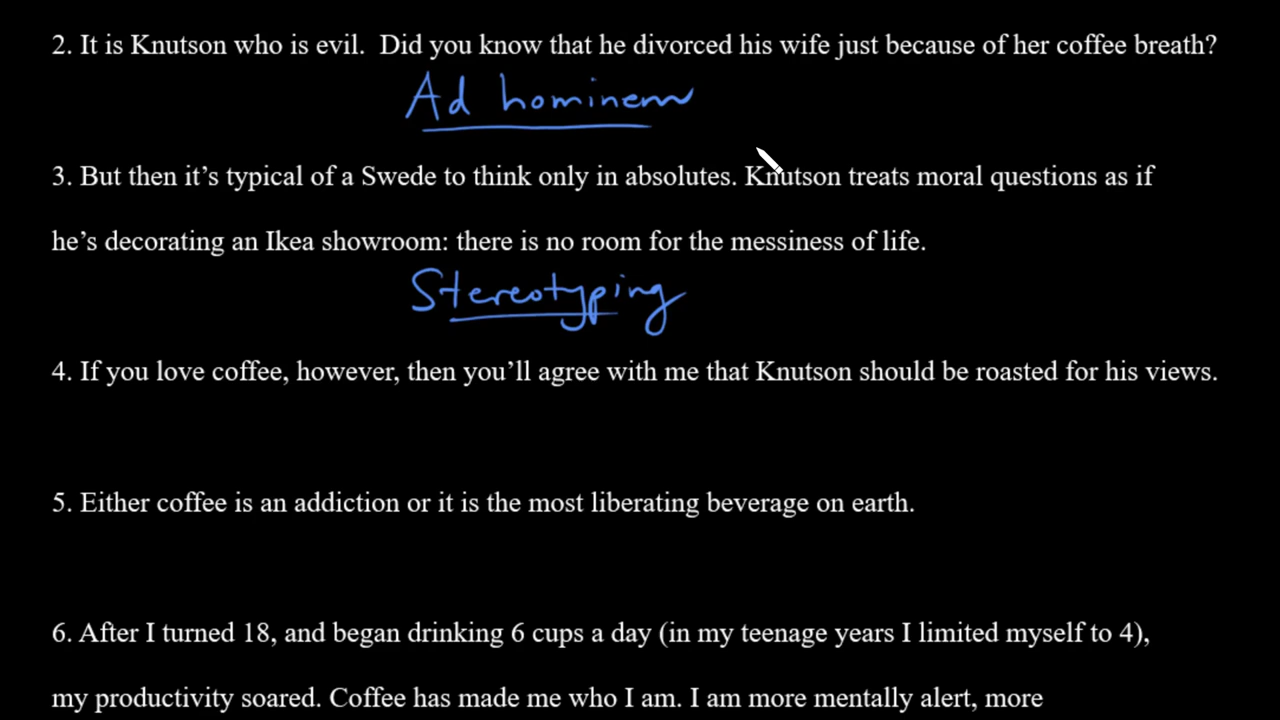 2. It is Knutson who is evil.  Did you know that he divorced his wife just because of her coffee breath?
Ad hominem
3. But then it’s typical of a Swede to think only in absolutes. Knutson treats moral questions as if
he’s decorating an Ikea showroom: there is no room for the messiness of life.
Stereotyping
4. If you love coffee, however, then you’ll agree with me that Knutson should be roasted for his views.
5. Either coffee is an addiction or it is the most liberating beverage on earth.
6. After I turned 18, and began drinking 6 cups a day (in my teenage years I limited myself to 4),
my productivity soared. Coffee has made me who I am. I am more mentally alert, more